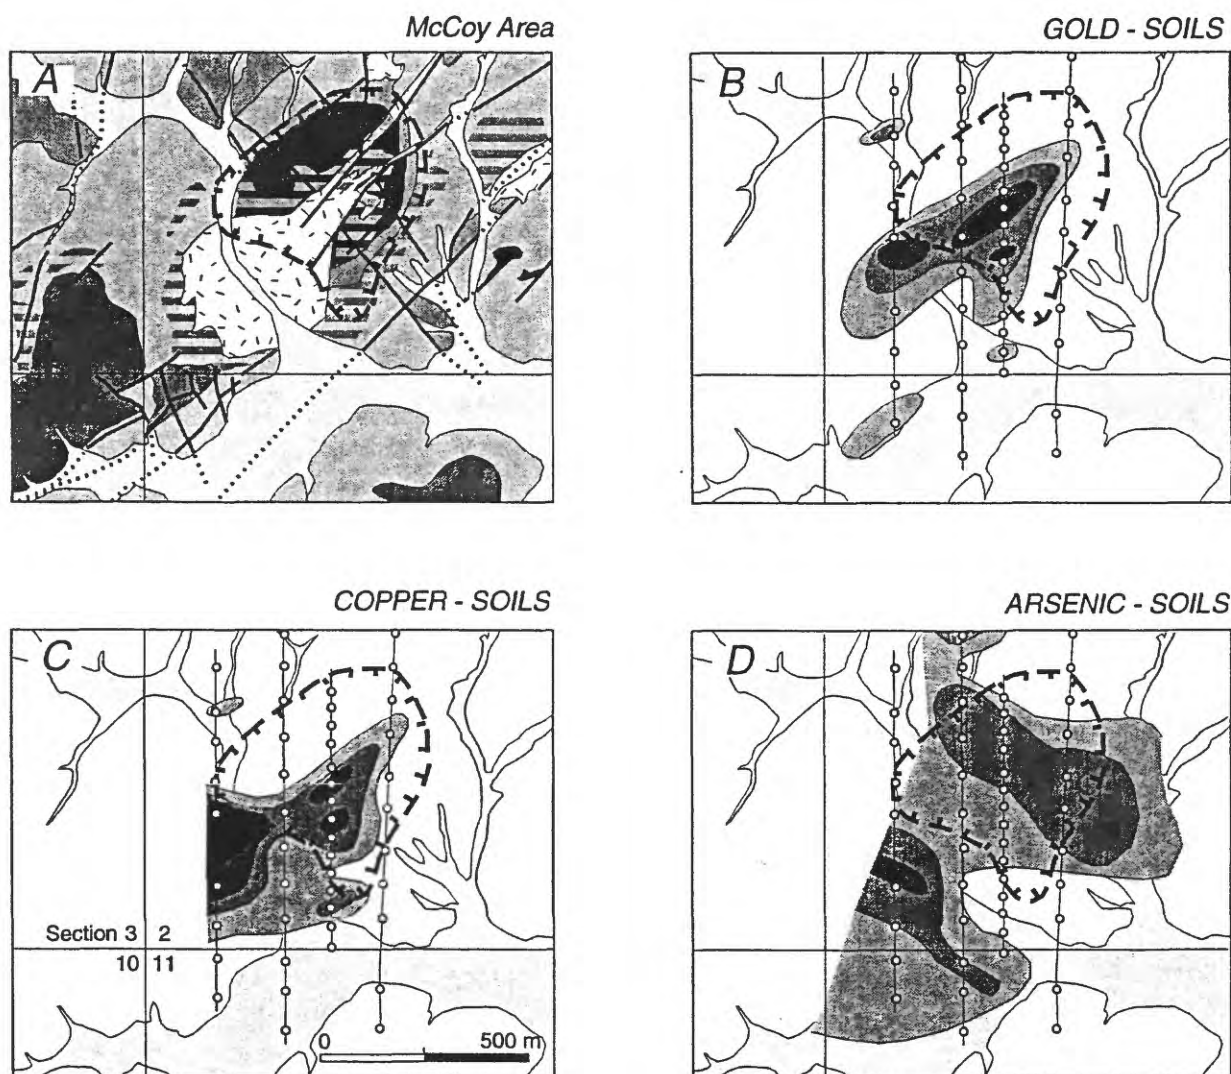 McCoy Area
A
GOLD - SOILS
B
COPPER - SOILS
C
Section 3 2
10 11
0 500 m
ARSENIC - SOILS
D